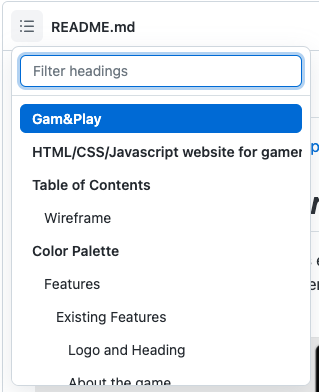 README.md
Filter headings
Gam&Play
HTML/CSS/Javascript website for gamer
Table of Contents
Wireframe
Color Palette
Features
Existing Features
Logo and Heading
About the game